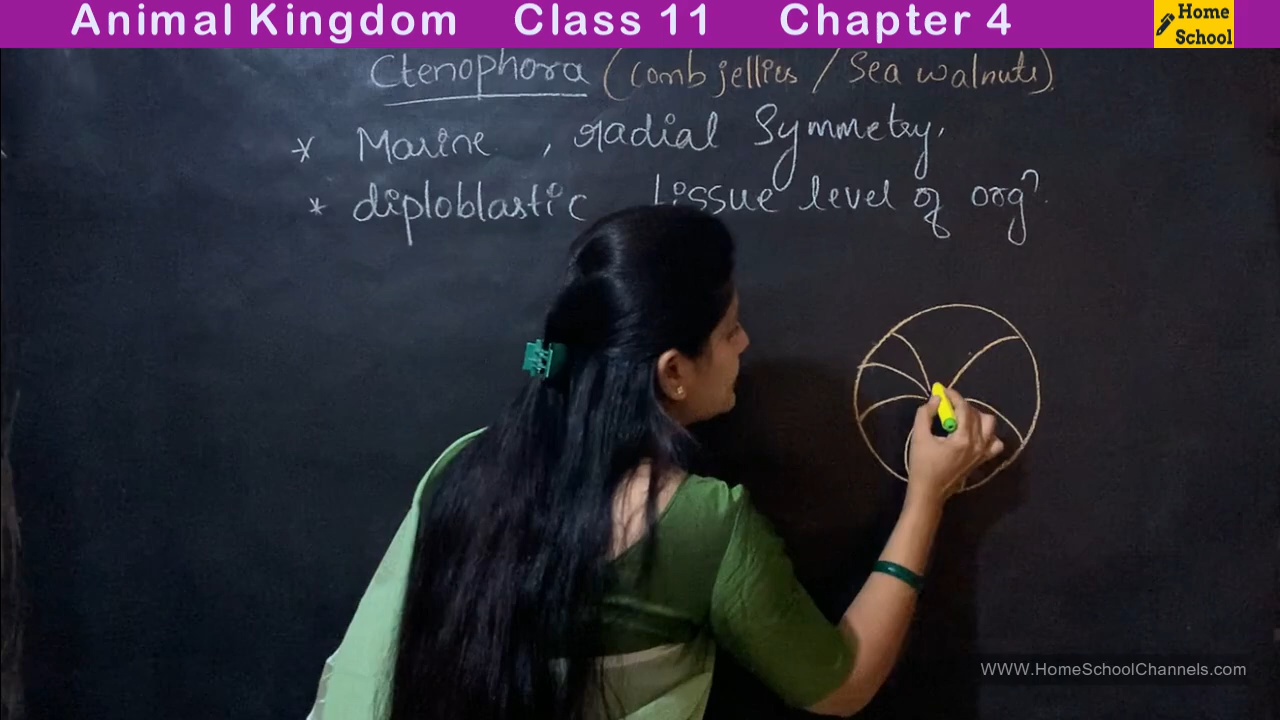 Animal Kingdom Class 11 Chapter 4
Home
School
Ctenophora (Comb jellies / Sea walnuts)
* Marine , radial Symmetry,
* diploblastic tissue level of orgn.
WWW.HomeSchoolChannels.com